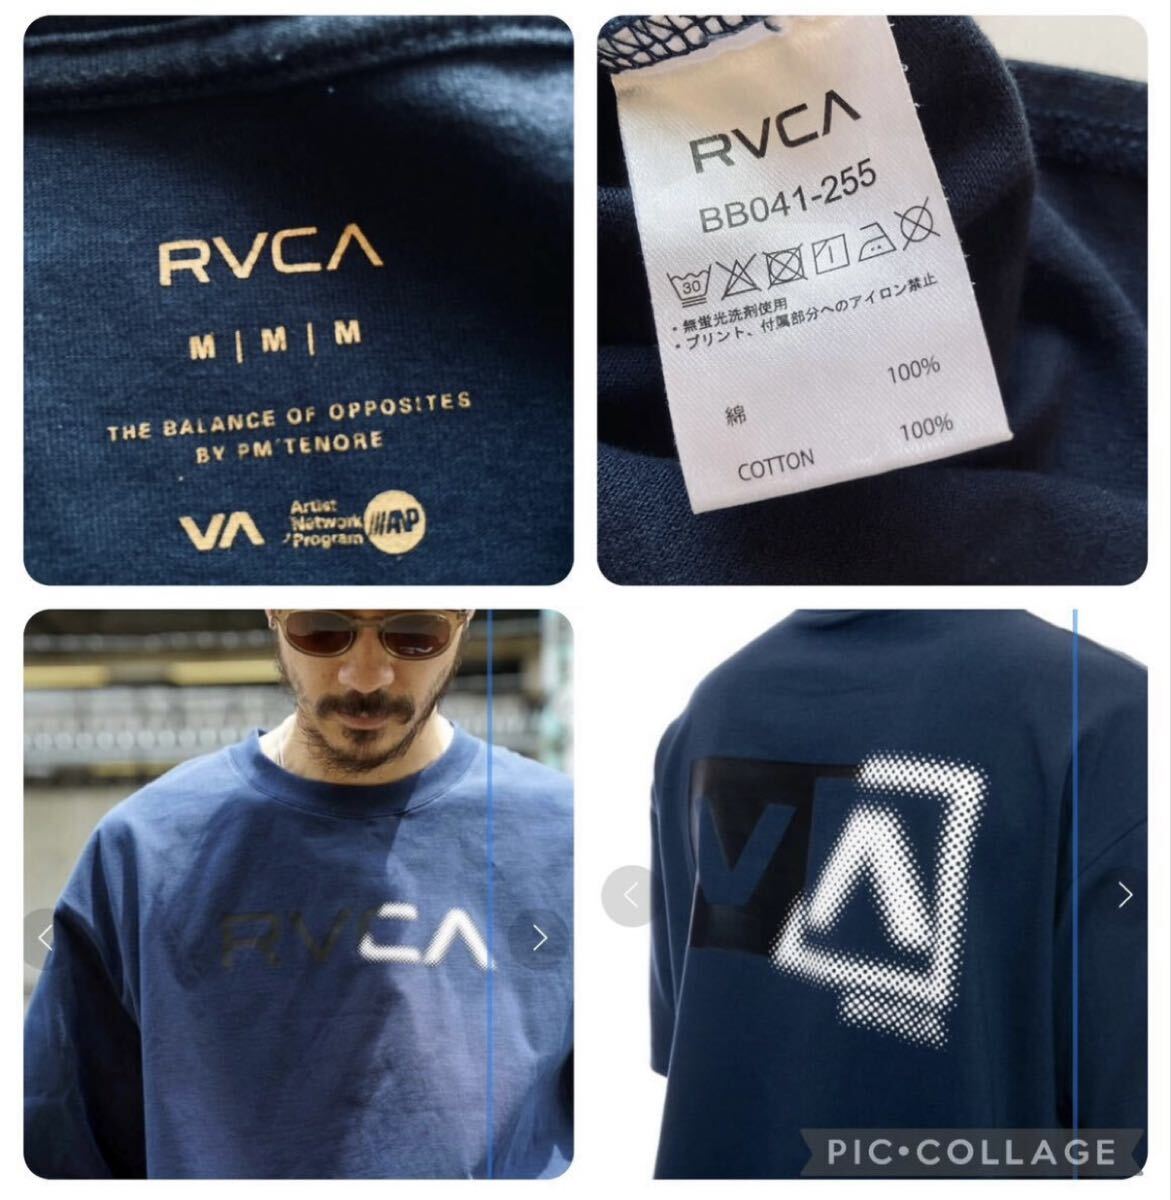 RVCA
M | M | M
THE BALANCE OF OPPOSITES
BY PM TENORE
VA
Artist
Network
Program
ANP
RVCA
BB041-255
30
・無蛍光洗剤使用
・プリント、付属部分へのアイロン禁止
綿 100%
COTTON 100%
RVCA
VA
PIC•COLLAGE